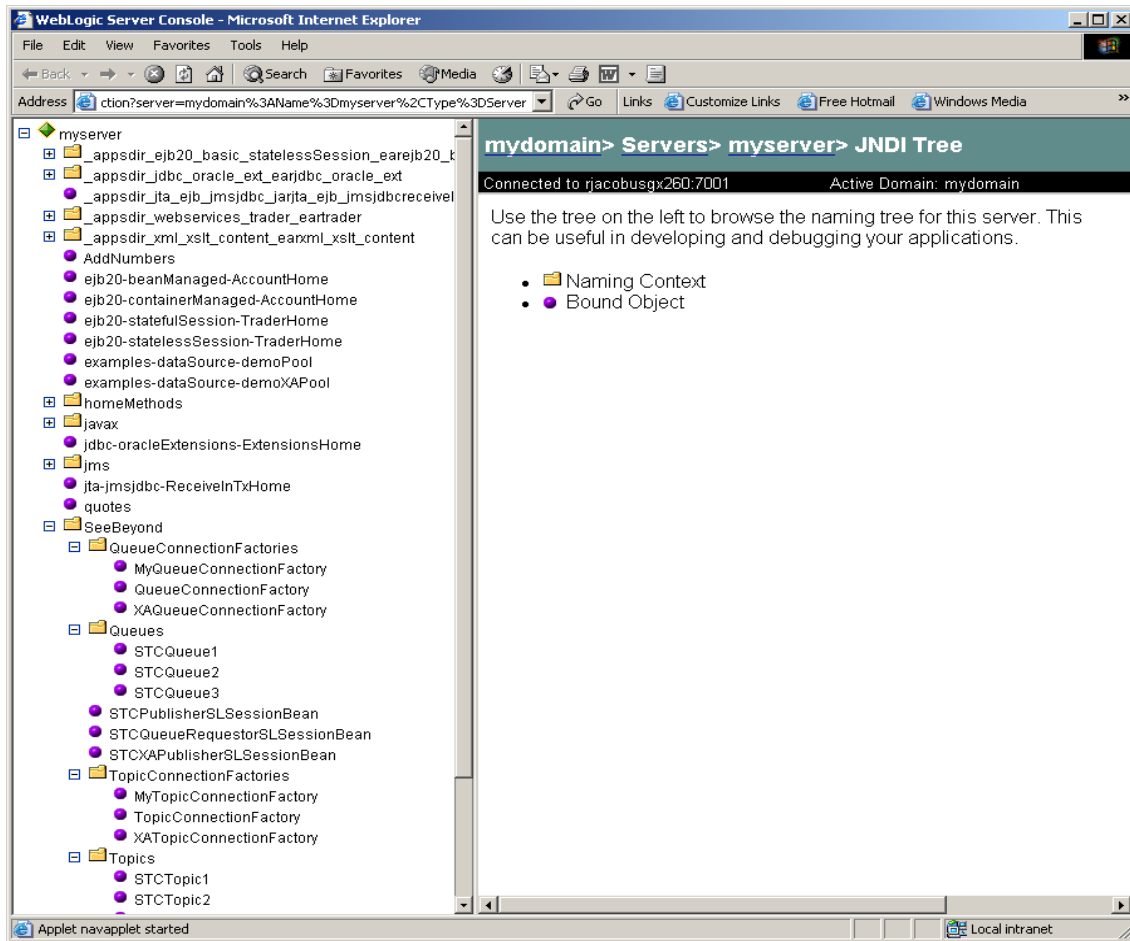 WebLogic Server Console - Microsoft Internet Explorer
File Edit View Favorites Tools Help
Back Search Favorites Media
Address ction?server=mydomain%3AName%3Dmyserver%2CType%3DServer Go Links Customize Links Free Hotmail Windows Media »
myserver
_appsdir_ejb20_basic_statelessSession_earejb20_b
_appsdir_jdbc_oracle_ext_earjdbc_oracle_ext
_appsdir_jta_ejb_jmsjdbc_jarjta_ejb_jmsjdbcreceivel
_appsdir_webservices_trader_eartrader
_appsdir_xml_xslt_content_earxml_xslt_content
AddNumbers
ejb20-beanManaged-AccountHome
ejb20-containerManaged-AccountHome
ejb20-statefulSession-TraderHome
ejb20-statelessSession-TraderHome
examples-dataSource-demoPool
examples-dataSource-demoXAPool
homeMethods
javax
jdbc-oracleExtensions-ExtensionsHome
jms
jta-jmsjdbc-ReceiveInTxHome
quotes
SeeBeyond
QueueConnectionFactories
MyQueueConnectionFactory
QueueConnectionFactory
XAQueueConnectionFactory
Queues
STCQueue1
STCQueue2
STCQueue3
STCPublisherSLSessionBean
STCQueueRequestorSLSessionBean
STCXAPublisherSLSessionBean
TopicConnectionFactories
MyTopicConnectionFactory
TopicConnectionFactory
XATopicConnectionFactory
Topics
STCTopic1
STCTopic2
mydomain> Servers> myserver> JNDI Tree
Connected to rjacobusgx260:7001 Active Domain: mydomain
Use the tree on the left to browse the naming tree for this server. This
can be useful in developing and debugging your applications.
Naming Context
Bound Object
Applet navapplet started Local intranet